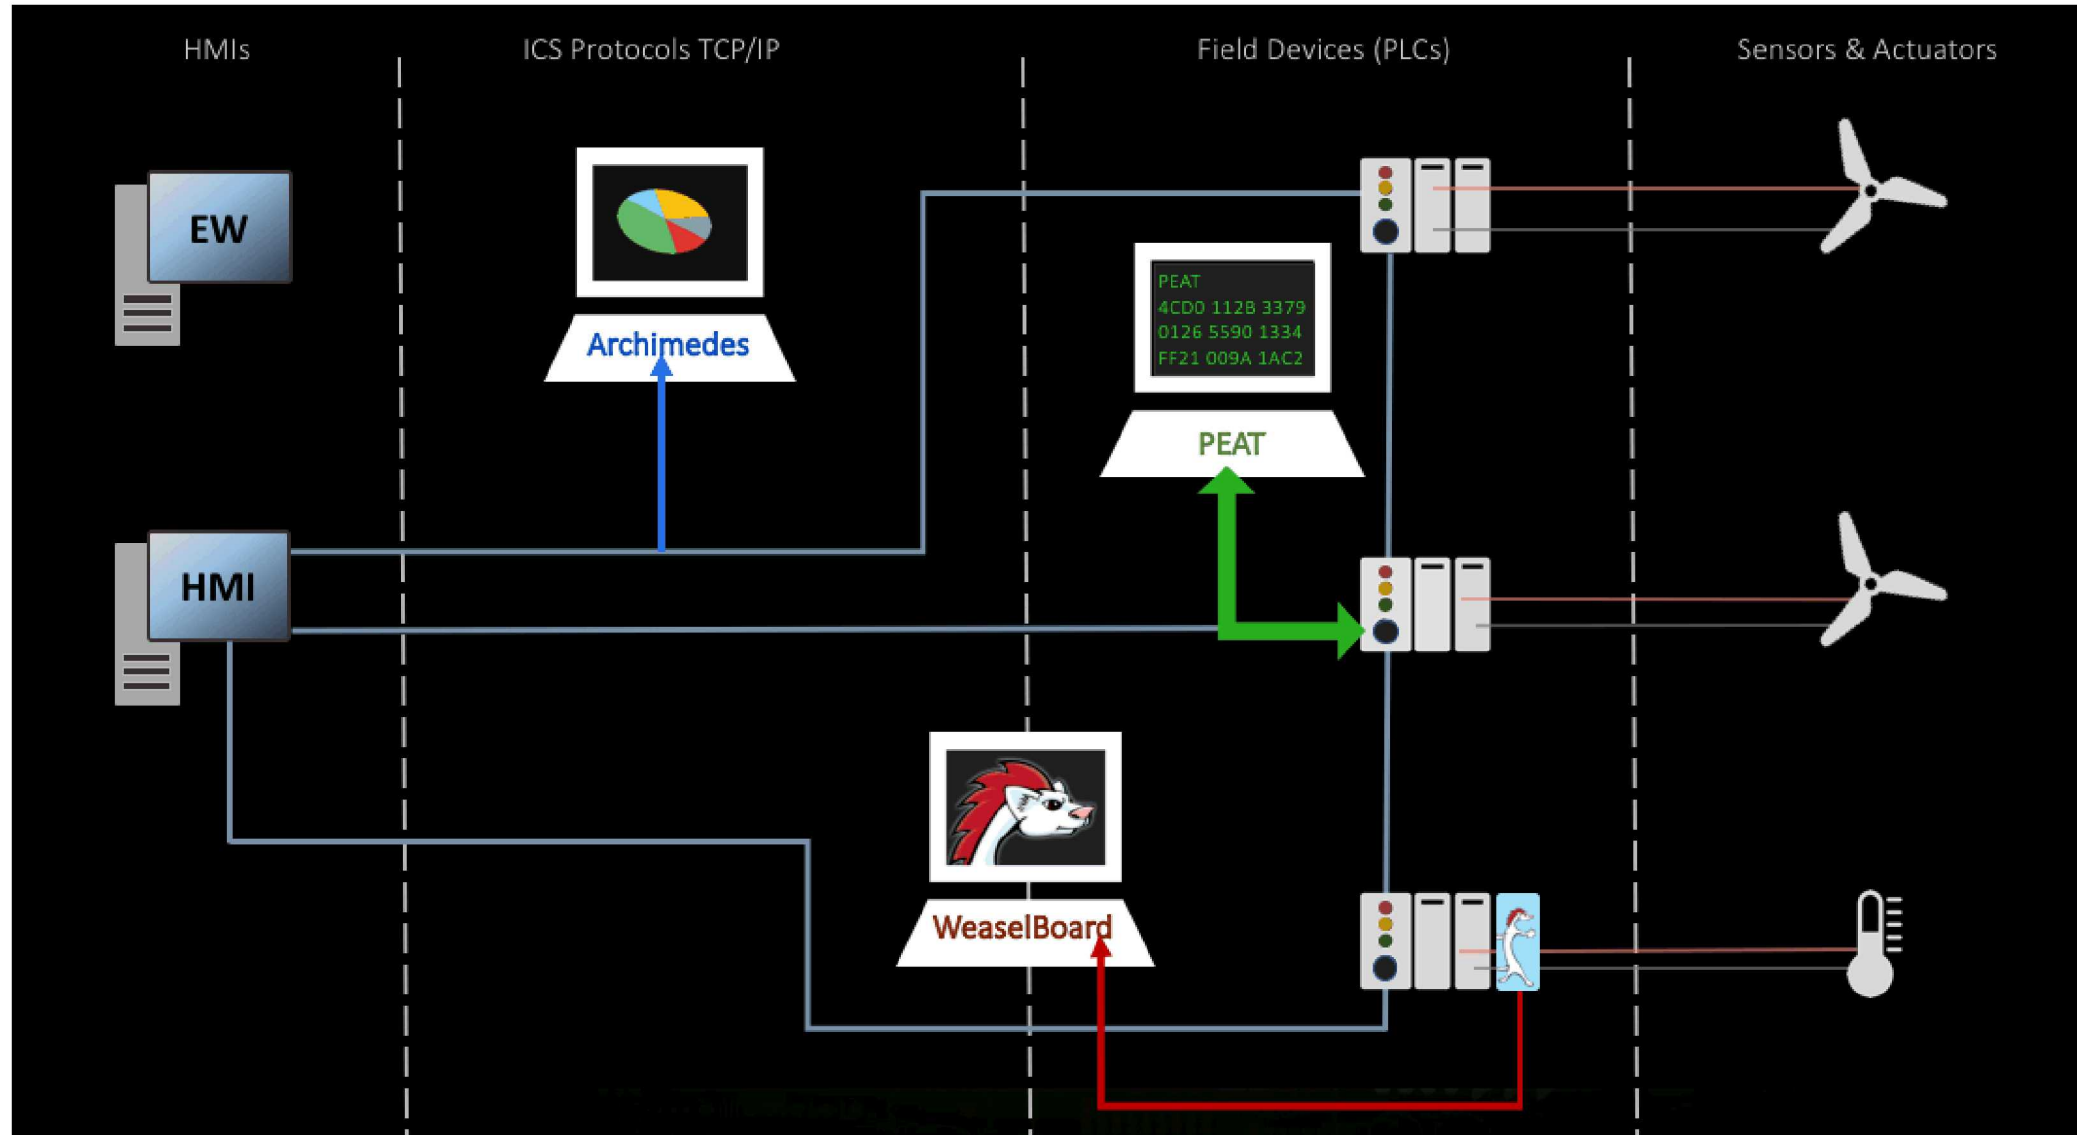 HMIs
ICS Protocols TCP/IP
Field Devices (PLCs)
Sensors & Actuators
EW
Archimedes
PEAT
4CD0 112B 3379
0126 5590 1334
FF21 009A 1AC2
PEAT
HMI
WeaselBoard